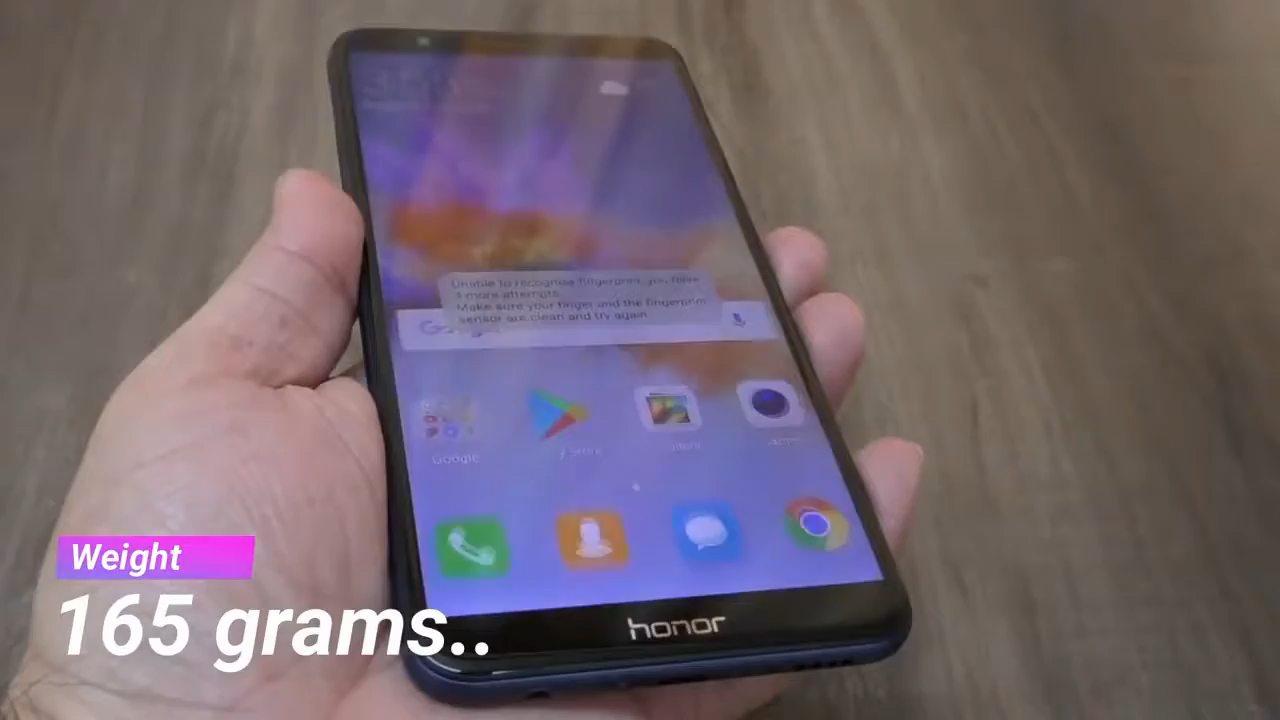 Unable to recognise fingerprint, you have
4 more attempts.
Make sure your finger and the fingerprint
sensor are clean and try again.
Google
Store
honor
Weight
165 grams..